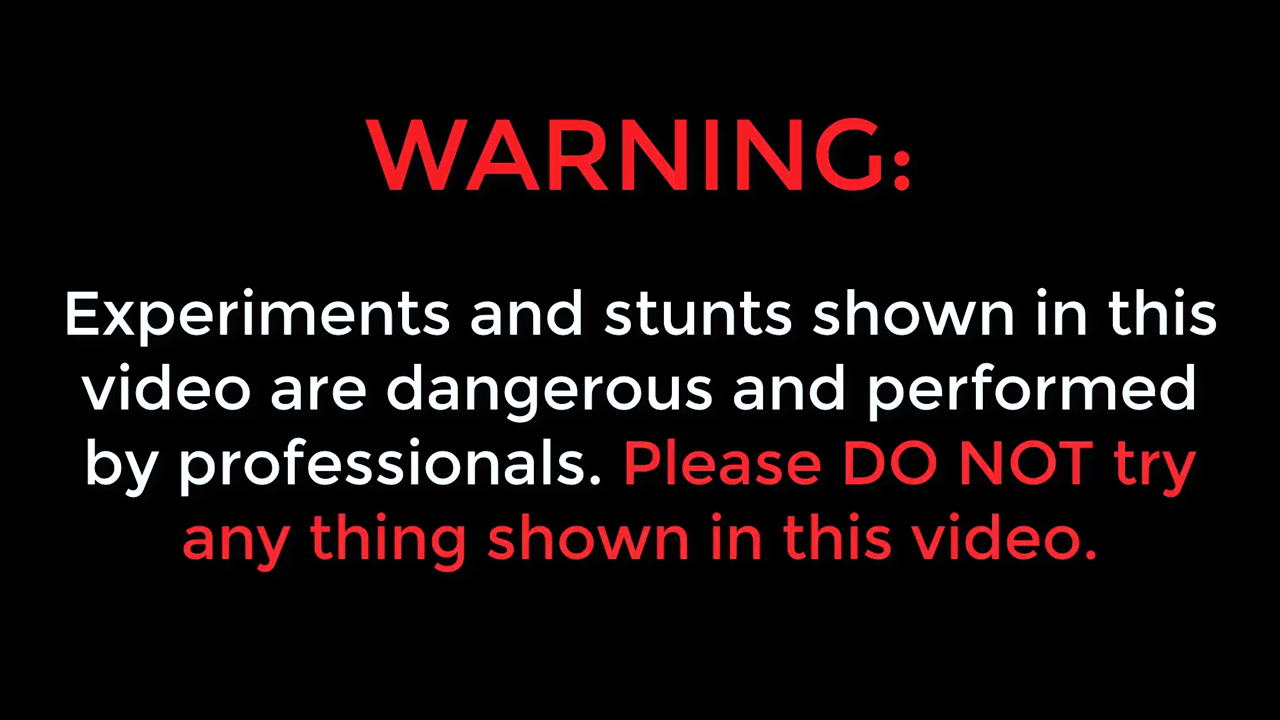 WARNING:
Experiments and stunts shown in this
video are dangerous and performed
by professionals. Please DO NOT try
any thing shown in this video.